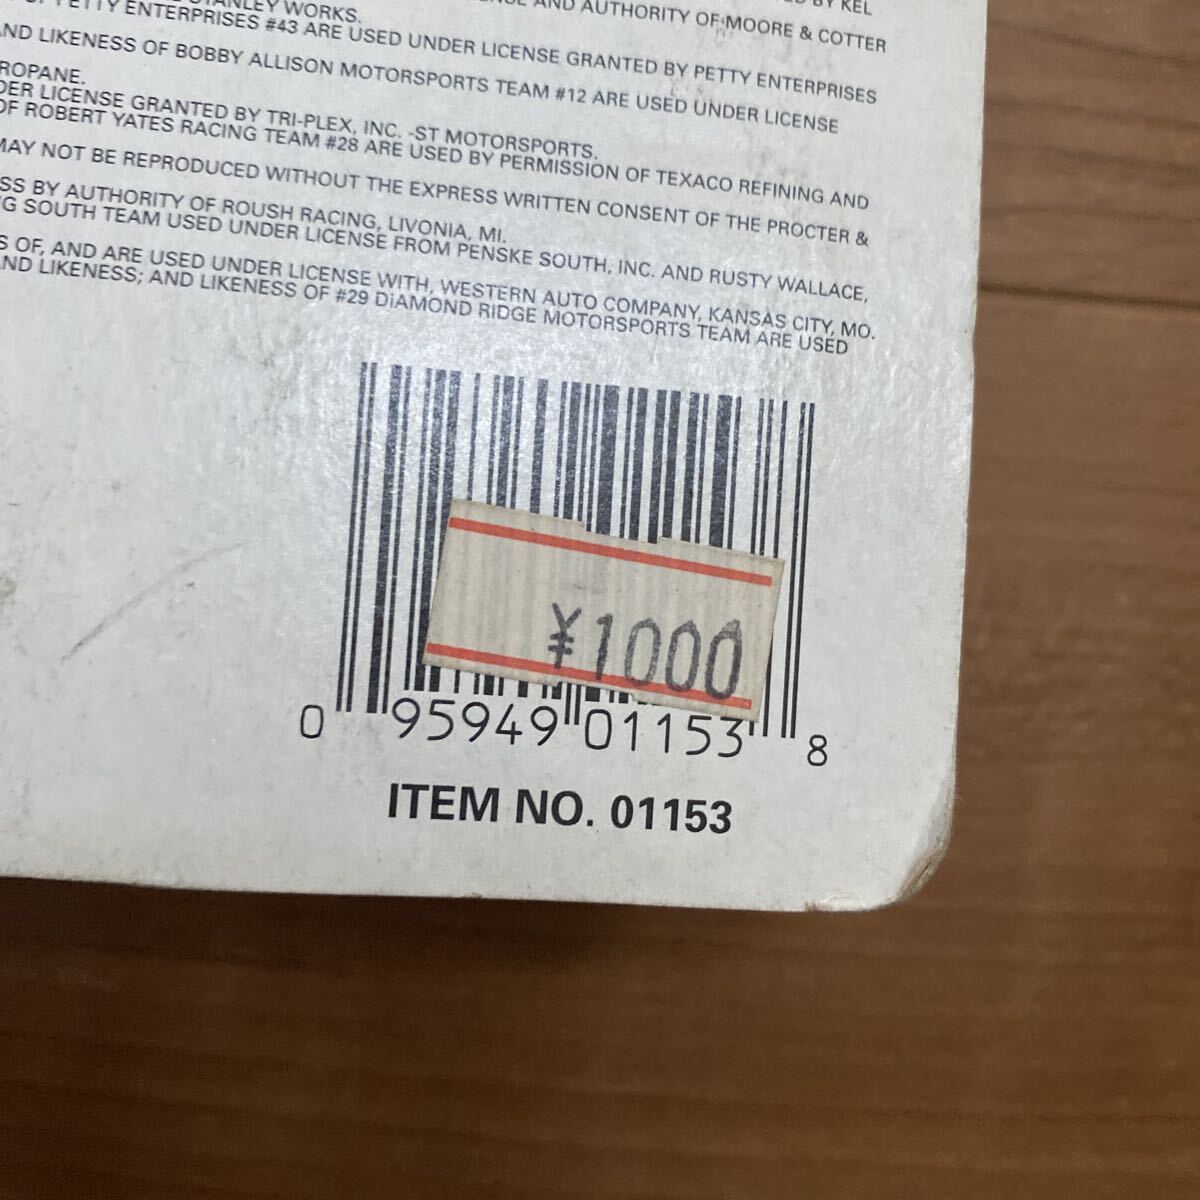 BY KEL
AND AUTHORITY OF MOORE & COTTER
STANLEY WORKS.
PETTY ENTERPRISES #43 ARE USED UNDER LICENSE GRANTED BY PETTY ENTERPRISES
AND LIKENESS OF BOBBY ALLISON MOTORSPORTS TEAM #12 ARE USED UNDER LICENSE
ROPANE.
DER LICENSE GRANTED BY TRI-PLEX, INC. -ST MOTORSPORTS.
OF ROBERT YATES RACING TEAM #28 ARE USED BY PERMISSION OF TEXACO REFINING AND
MAY NOT BE REPRODUCED WITHOUT THE EXPRESS WRITTEN CONSENT OF THE PROCTER &
SS BY AUTHORITY OF ROUSH RACING, LIVONIA, MI.
G SOUTH TEAM USED UNDER LICENSE FROM PENSKE SOUTH, INC. AND RUSTY WALLACE,
S OF, AND ARE USED UNDER LICENSE WITH, WESTERN AUTO COMPANY, KANSAS CITY, MO.
ND LIKENESS; AND LIKENESS OF #29 DiAMOND RIDGE MOTORSPORTS TEAM ARE USED
¥1000
0 95949 01153 8
ITEM NO. 01153